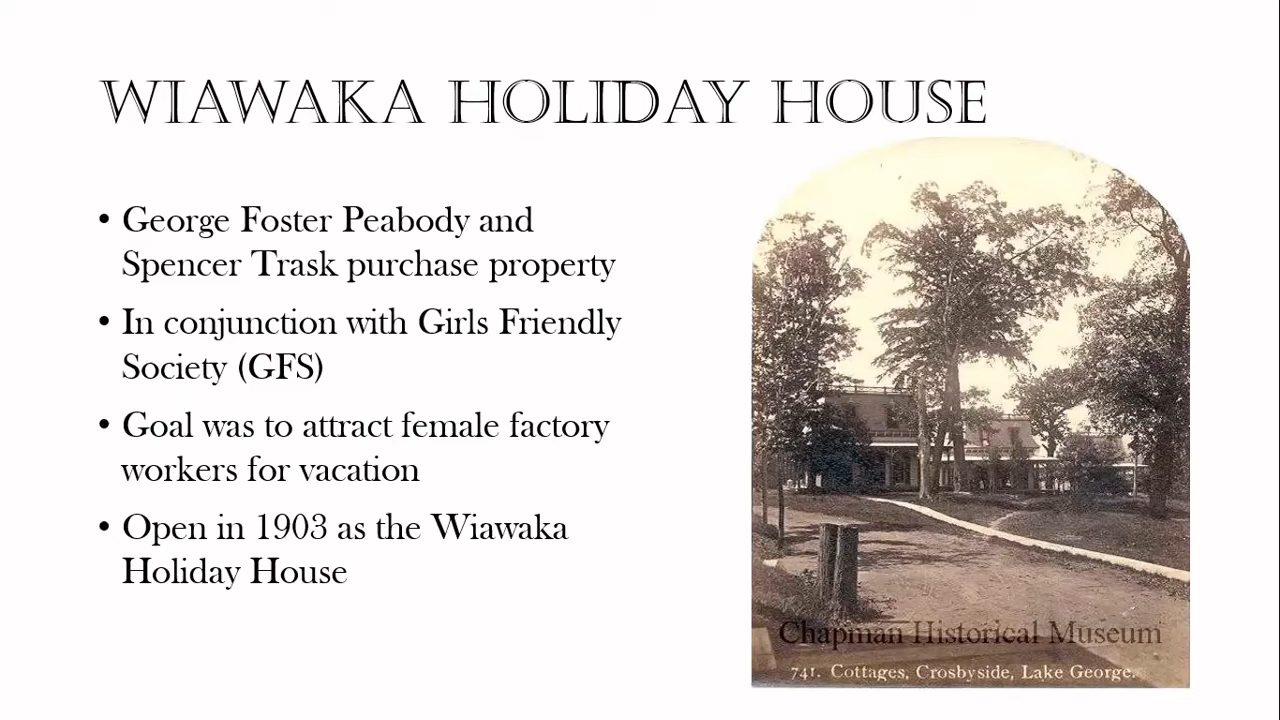 WIAWAKA HOLIDAY HOUSE
• George Foster Peabody and
Spencer Trask purchase property
• In conjunction with Girls Friendly
Society (GFS)
• Goal was to attract female factory
workers for vacation
• Open in 1903 as the Wiawaka
Holiday House
Chapman Historical Museum
741. Cottages, Crosbyside, Lake George.